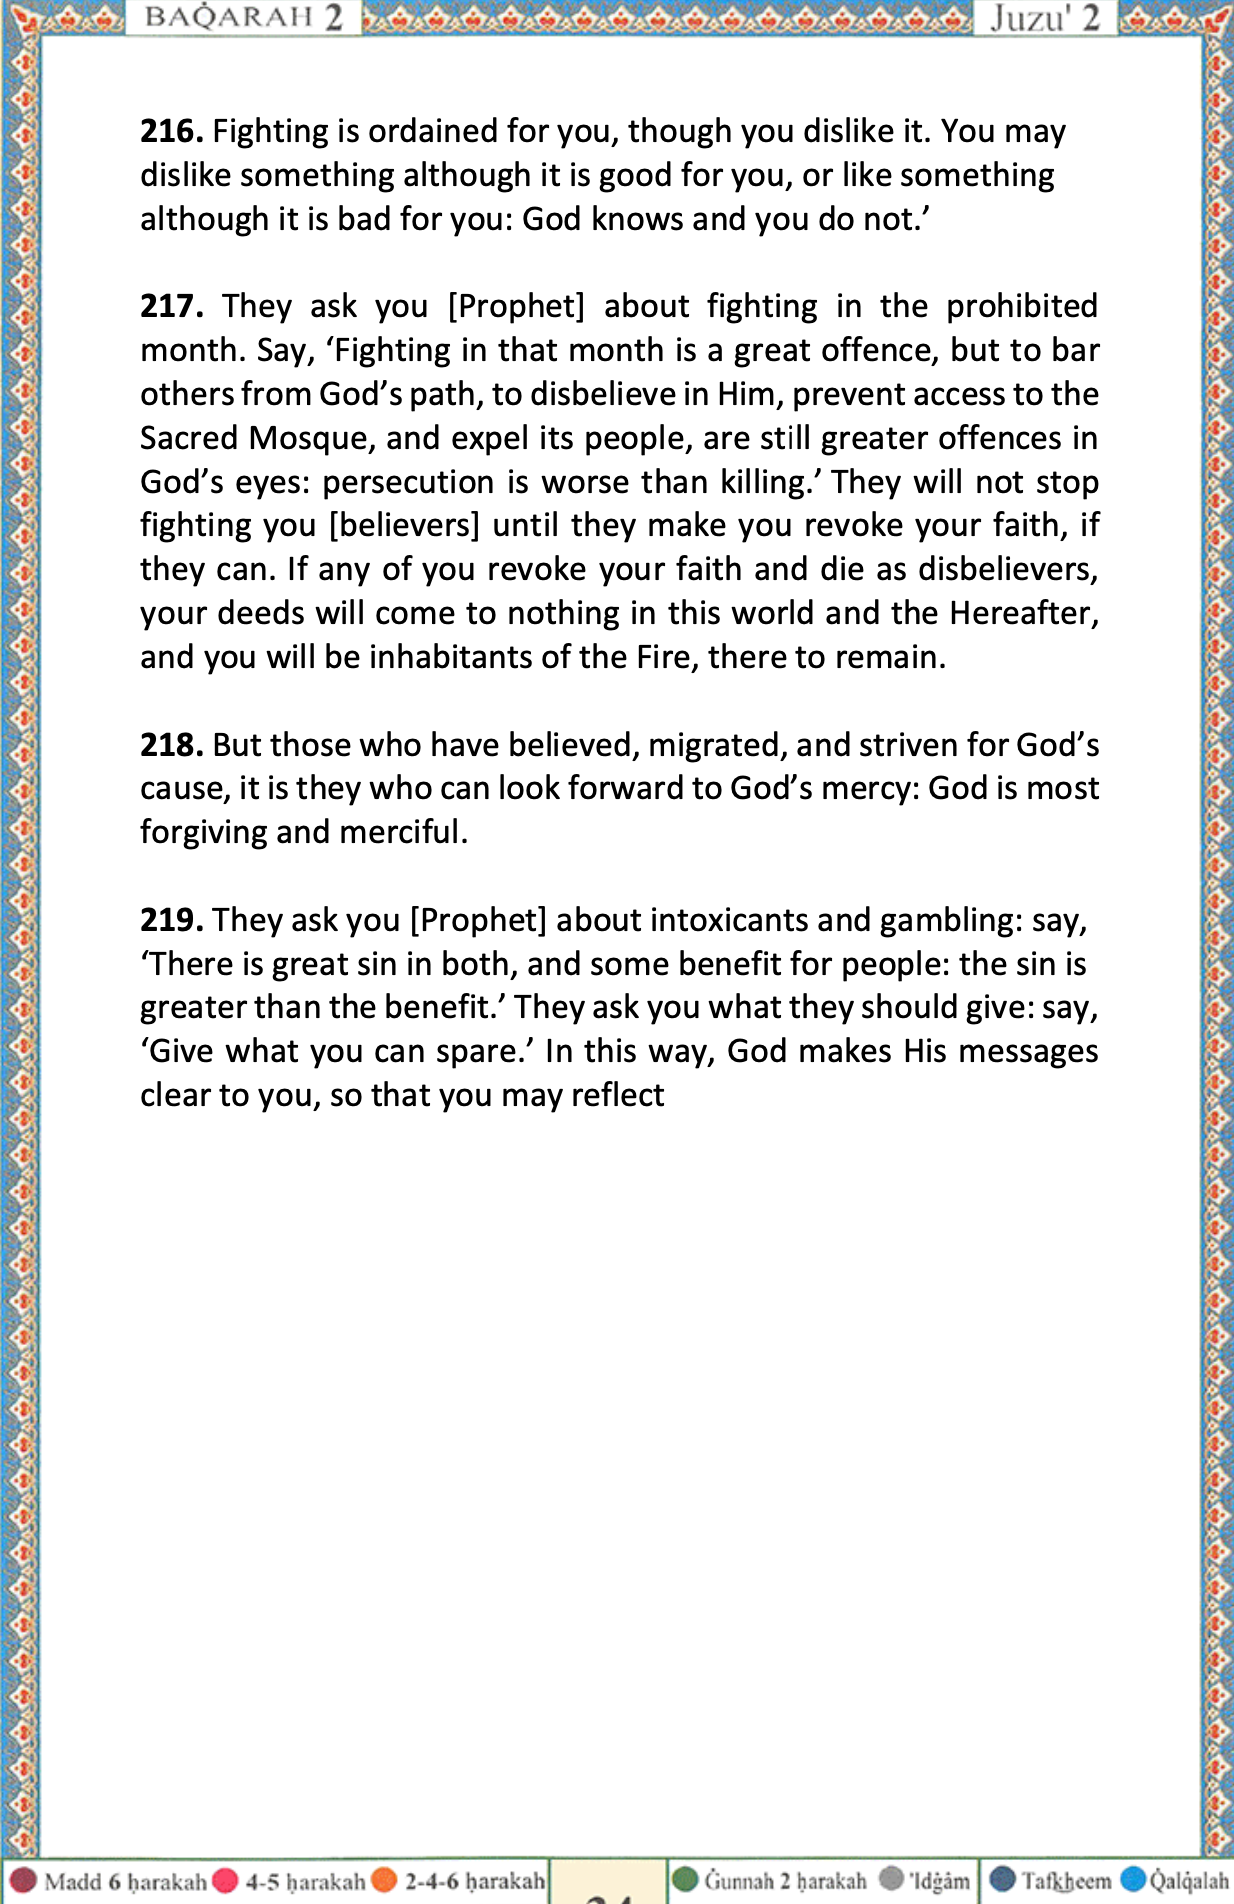 BAQ̇ARAH 2
Juzu' 2
216. Fighting is ordained for you, though you dislike it. You may
dislike something although it is good for you, or like something
although it is bad for you: God knows and you do not.’
217. They ask you [Prophet] about fighting in the prohibited
month. Say, ‘Fighting in that month is a great offence, but to bar
others from God’s path, to disbelieve in Him, prevent access to the
Sacred Mosque, and expel its people, are still greater offences in
God’s eyes: persecution is worse than killing.’ They will not stop
fighting you [believers] until they make you revoke your faith, if
they can. If any of you revoke your faith and die as disbelievers,
your deeds will come to nothing in this world and the Hereafter,
and you will be inhabitants of the Fire, there to remain.
218. But those who have believed, migrated, and striven for God’s
cause, it is they who can look forward to God’s mercy: God is most
forgiving and merciful.
219. They ask you [Prophet] about intoxicants and gambling: say,
‘There is great sin in both, and some benefit for people: the sin is
greater than the benefit.’ They ask you what they should give: say,
‘Give what you can spare.’ In this way, God makes His messages
clear to you, so that you may reflect
Madd 6 ḥarakah 4-5 ḥarakah 2-4-6 ḥarakah
Ġunnah 2 ḥarakah 'Idġâm Tafk͟heem Q̇alq̇alah